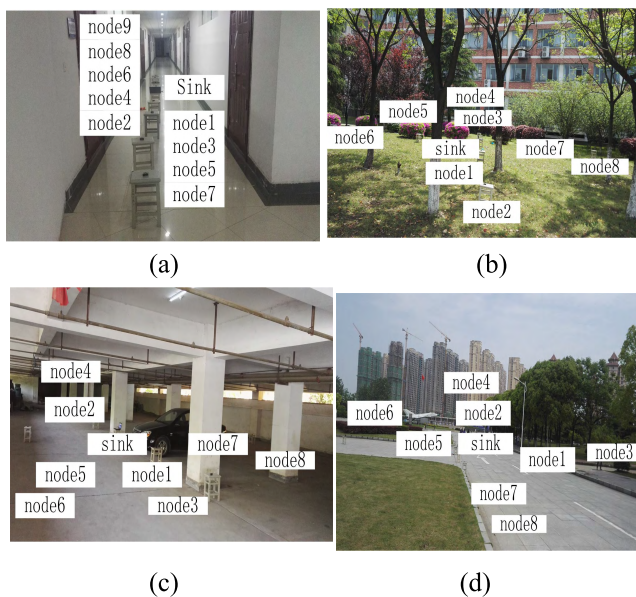 node9
node8
node6
node4
node2
Sink
node1
node3
node5
node7
(a)
node4
node5
node3
node6
sink
node7
node1
node8
node2
(b)
node4
node2
sink
node7
node8
node5
node1
node6
node3
(c)
node4
node6
node2
node5
sink
node1
node3
node7
node8
(d)